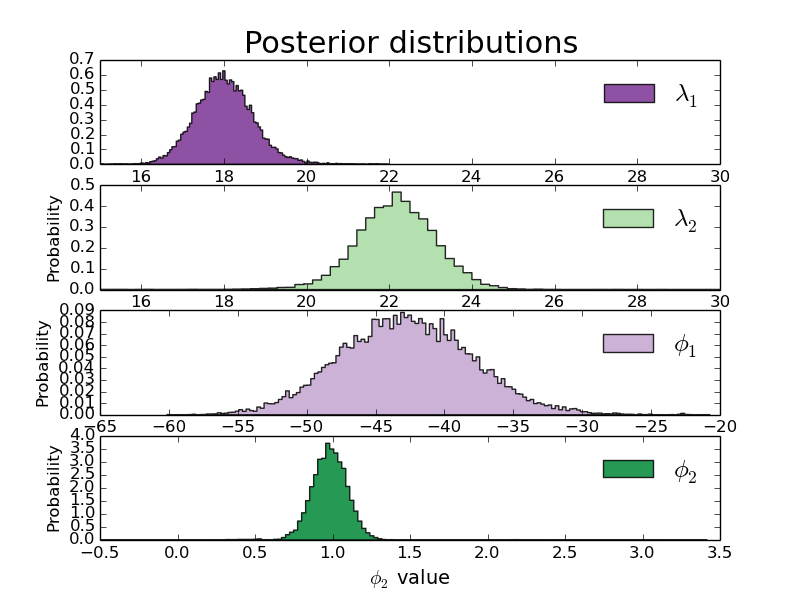 Posterior distributions
0.7
0.6
0.5
0.4
0.3
0.2
0.1
0.0
λ1
16 18 20 22 24 26 28 30
Probability
0.5
0.4
0.3
0.2
0.1
0.0
λ2
16 18 20 22 24 26 28 30
Probability
0.09
0.08
0.07
0.06
0.05
0.04
0.03
0.02
0.01
0.00
ϕ1
−65 −60 −55 −50 −45 −40 −35 −30 −25 −20
Probability
4.0
3.5
3.0
2.5
2.0
1.5
1.0
0.5
0.0
ϕ2
−0.5 0.0 0.5 1.0 1.5 2.0 2.5 3.0 3.5
ϕ2 value